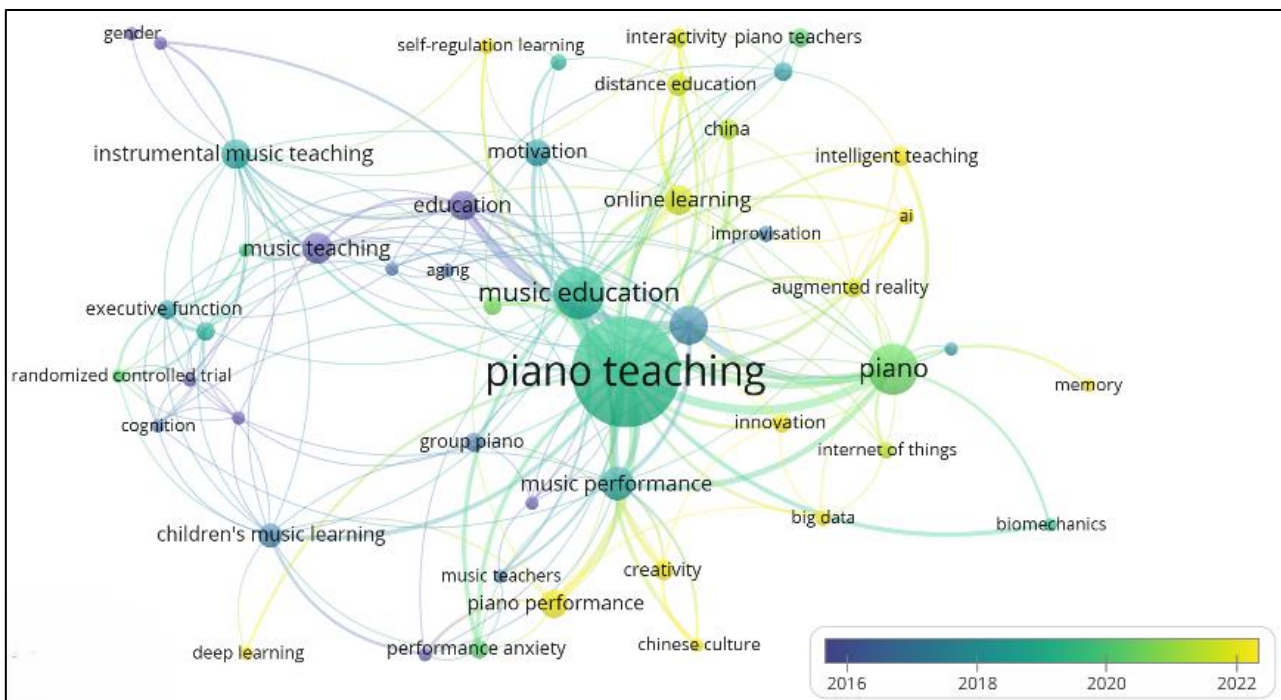 gender
self-regulation learning
interactivity piano teachers
distance education
china
instrumental music teaching
motivation
intelligent teaching
education
online learning
ai
improvisation
music teaching
aging
augmented reality
music education
executive function
piano teaching
piano
randomized controlled trial
memory
cognition
group piano
innovation
internet of things
music performance
big data
biomechanics
children's music learning
music teachers
creativity
piano performance
deep learning
performance anxiety
chinese culture
2016 2018 2020 2022